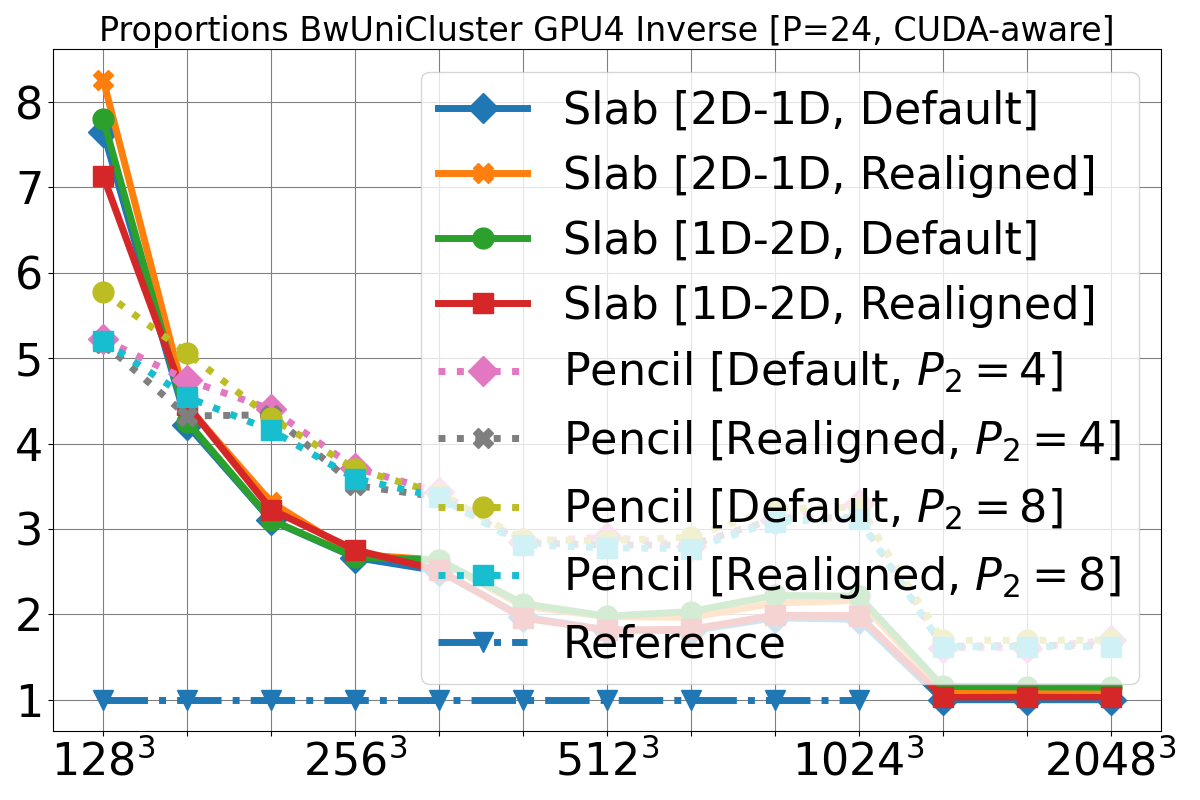 Proportions BwUniCluster GPU4 Inverse [P=24, CUDA-aware]
8
7
6
5
4
3
2
1
Slab [2D-1D, Default]
Slab [2D-1D, Realigned]
Slab [1D-2D, Default]
Slab [1D-2D, Realigned]
Pencil [Default, P₂ = 4]
Pencil [Realigned, P₂ = 4]
Pencil [Default, P₂ = 8]
Pencil [Realigned, P₂ = 8]
Reference
128³ 256³ 512³ 1024³ 2048³